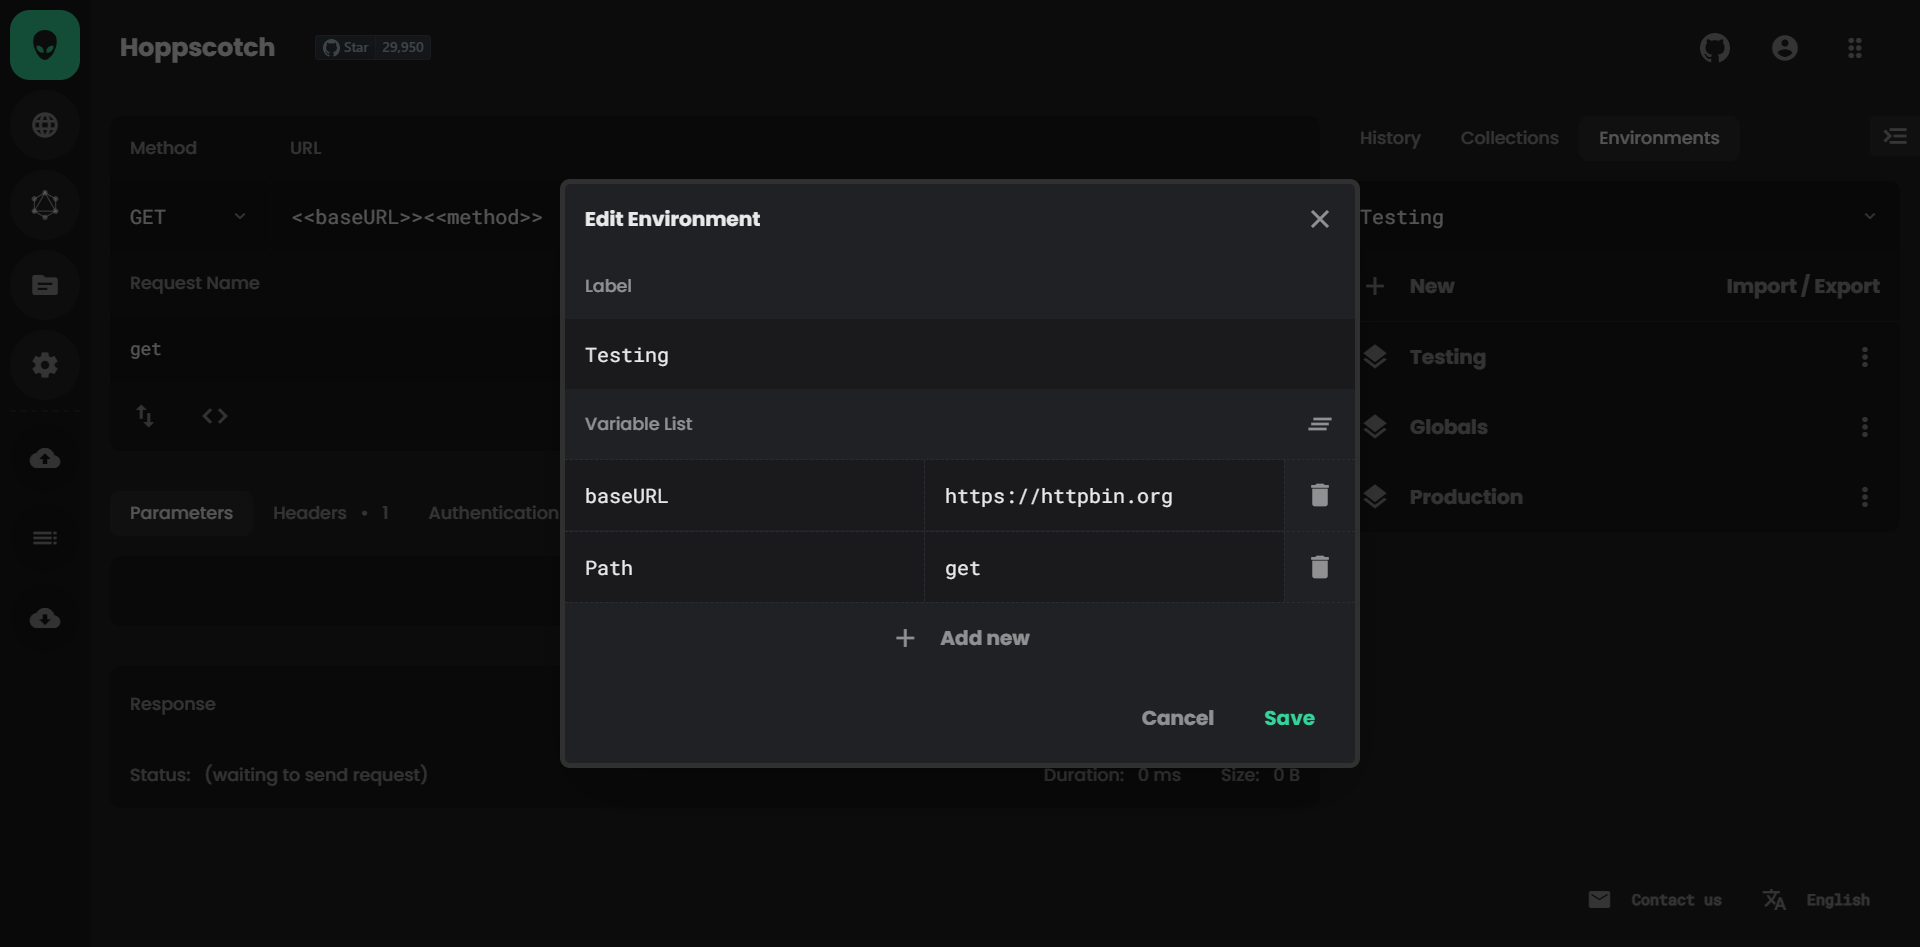 Hoppscotch
Star 29,950
Method URL
History Collections Environments
GET <<baseURL>><<method>>
Testing
Request Name
New Import / Export
get
Testing
Globals
Production
Parameters Headers • 1 Authentication
Response
Status: (waiting to send request) Duration: 0 ms Size: 0 B
Edit Environment
Label
Testing
Variable List
baseURL https://httpbin.org
Path get
Add new
Cancel Save
Contact us English